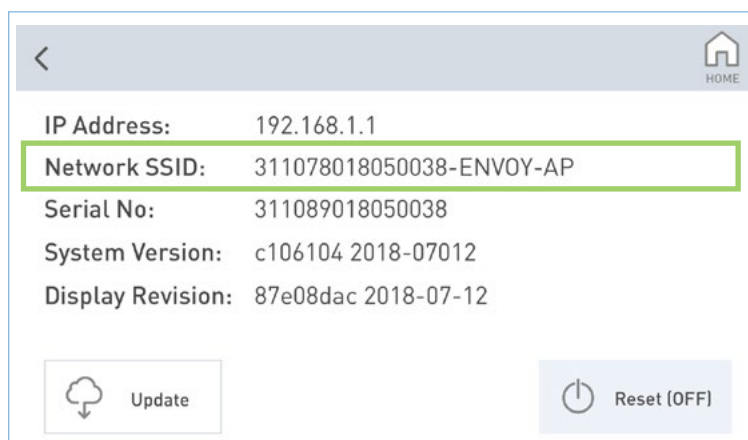 HOME
IP Address: 192.168.1.1
Network SSID: 311078018050038-ENVOY-AP
Serial No: 311089018050038
System Version: c106104 2018-07012
Display Revision: 87e08dac 2018-07-12
Update
Reset (OFF)